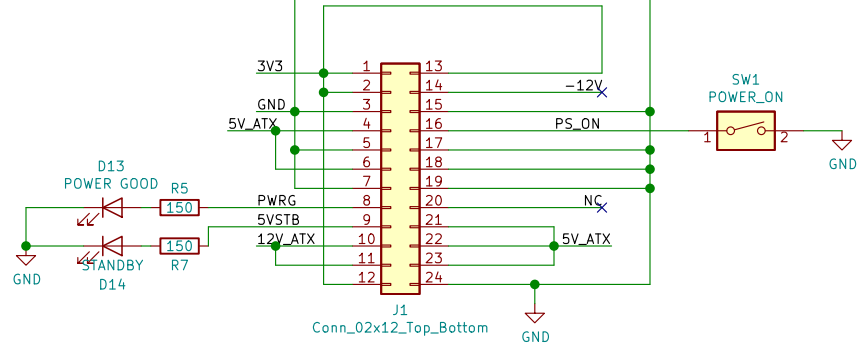 3V3
1
13
SW1
2
14
-12V
POWER_ON
GND
3
15
5V_ATX
4
16
PS_ON
1
2
5
17
GND
D13
6
18
POWER GOOD
R5
7
19
150
PWRG
8
20
NC
5VSTB
9
21
150
12V_ATX
10
22
5V_ATX
STANDBY
R7
11
23
GND
D14
12
24
J1
Conn_02x12_Top_Bottom
GND